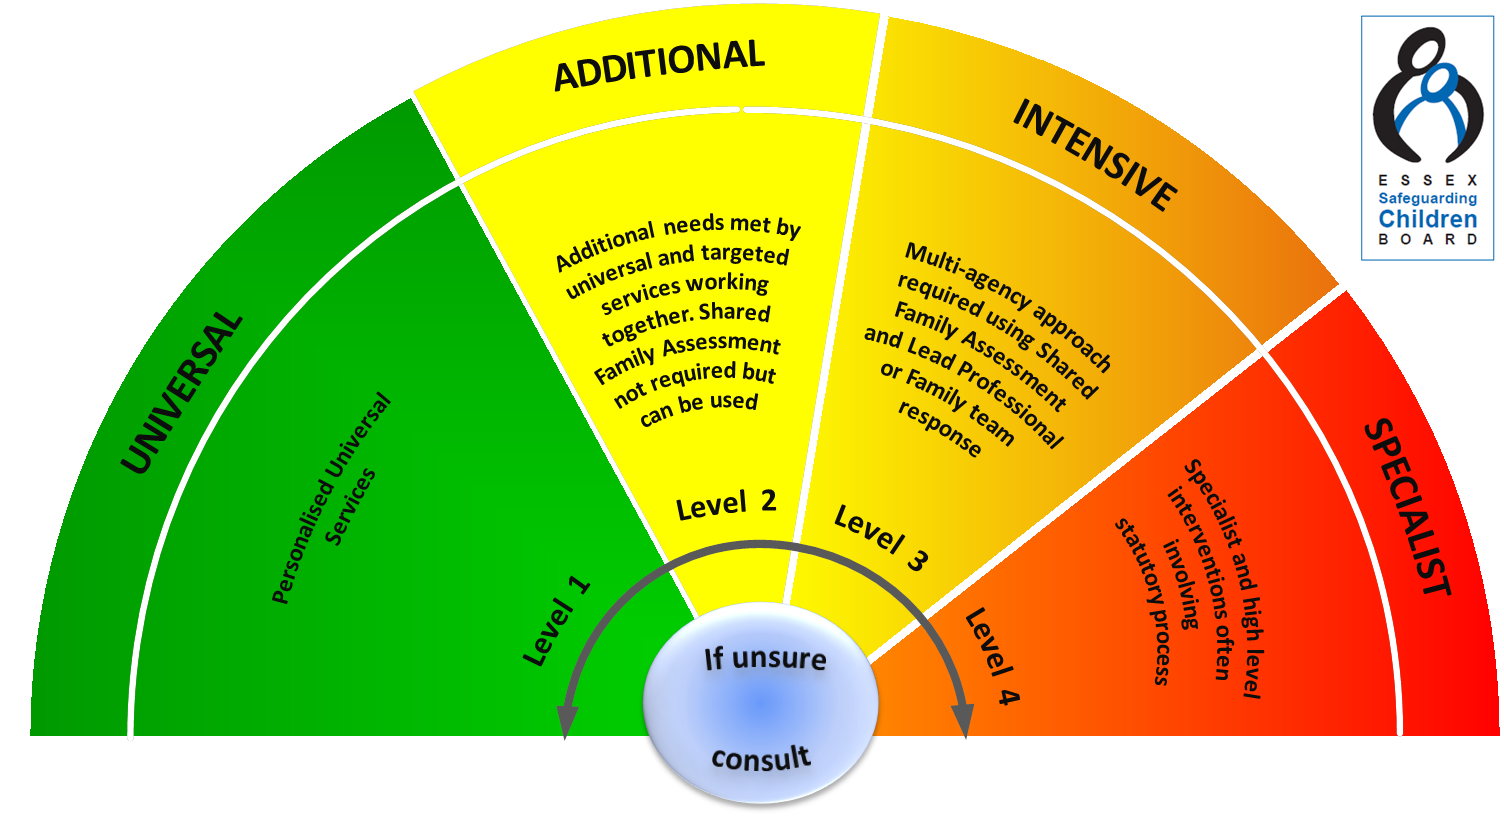 UNIVERSAL
Personalised Universal
Services
Level 1
ADDITIONAL
Additional needs met by
universal and targeted
services working
together. Shared
Family Assessment
not required but
can be used
Level 2
INTENSIVE
Multi-agency approach
required using Shared
Family Assessment
and Lead Professional
or Family team
response
Level 3
SPECIALIST
Specialist and high level
interventions often
involving
statutory process
Level 4
If unsure
consult
ESSEX
Safeguarding
Children
BOARD